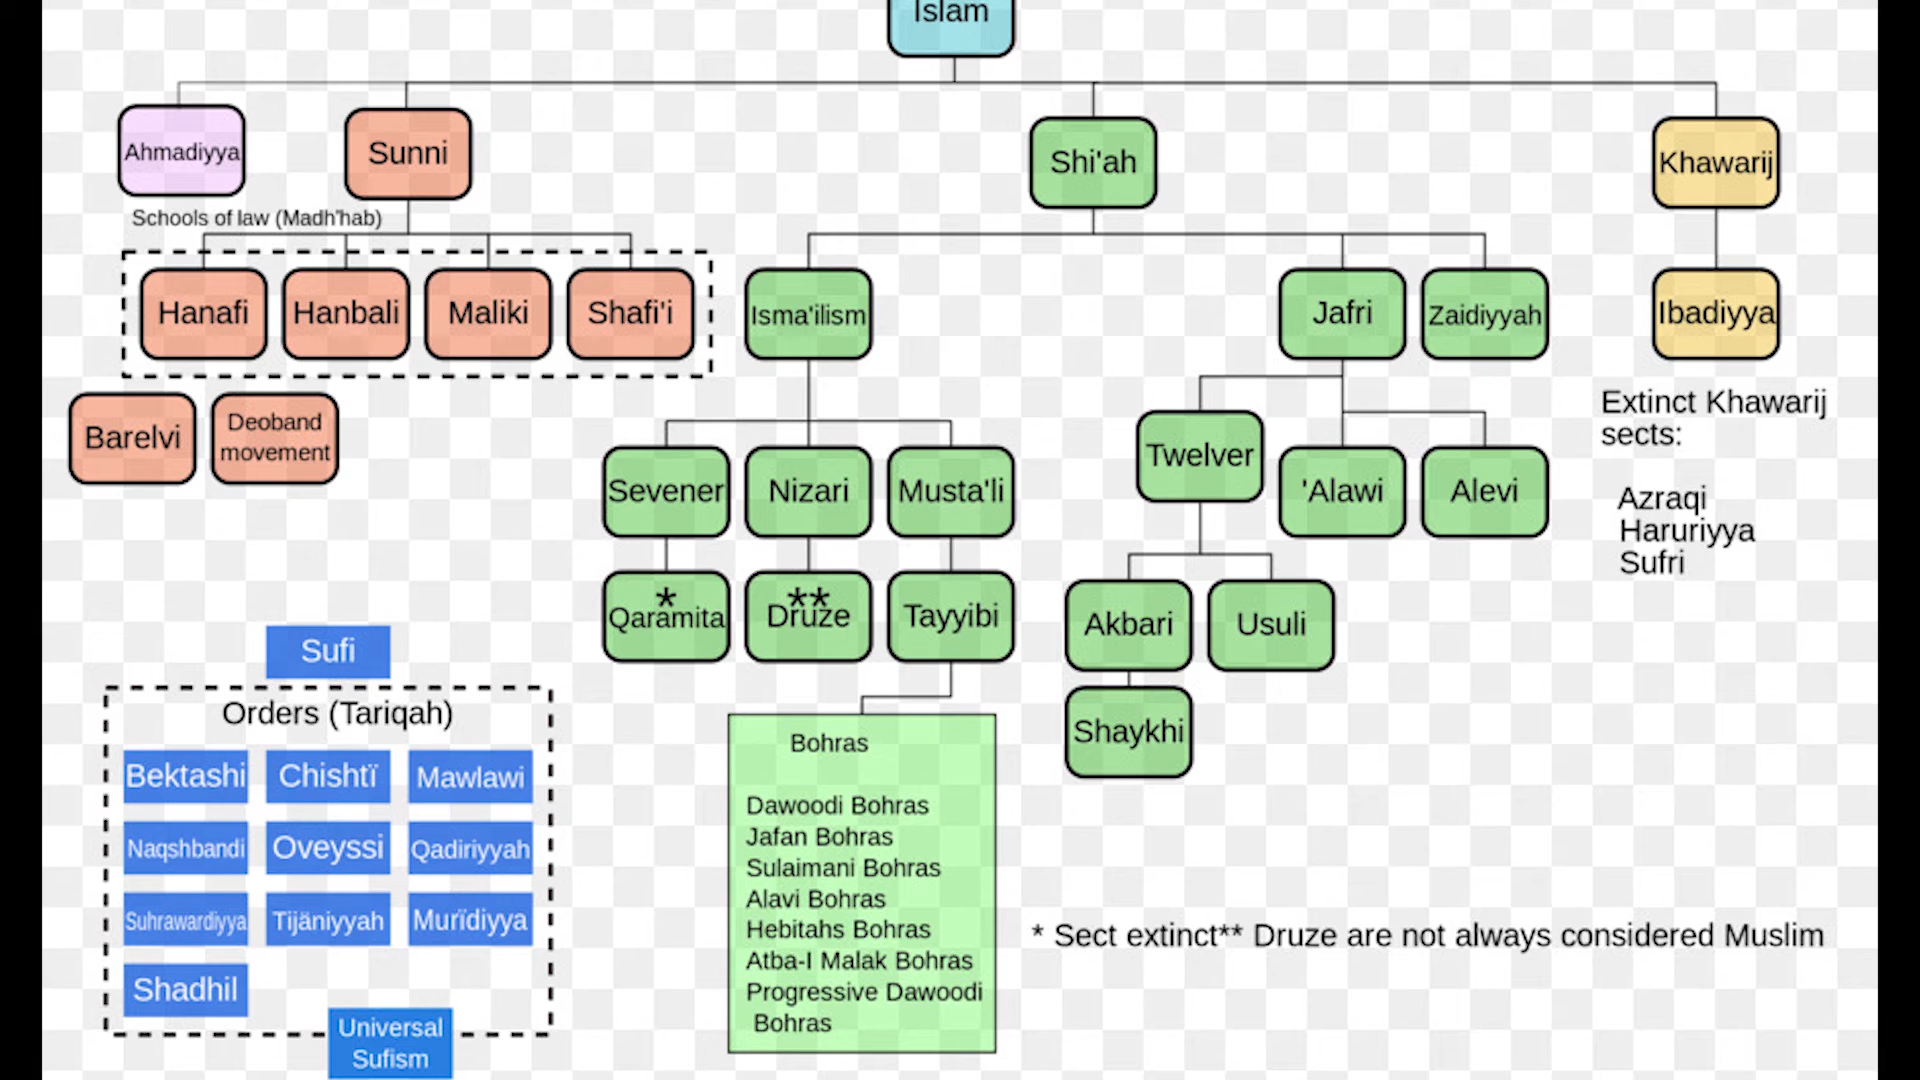 Islam
Ahmadiyya
Sunni
Shi'ah
Khawarij
Schools of law (Madh'hab)
Hanafi
Hanbali
Maliki
Shafi'i
Isma'ilism
Jafri
Zaidiyyah
Ibadiyya
Barelvi
Deoband
movement
Extinct Khawarij
sects:
Azraqi
Haruriyya
Sufri
Sevener
Nizari
Musta'li
Twelver
'Alawi
Alevi
*
Qaramita
**
Druze
Tayyibi
Akbari
Usuli
Shaykhi
Sufi
Orders (Tariqah)
Bektashi
Chishtï
Mawlawi
Naqshbandi
Oveyssi
Qadiriyyah
Suhrawardiyya
Tijäniyyah
Murïdiyya
Shadhil
Universal
Sufism
Bohras
Dawoodi Bohras
Jafan Bohras
Sulaimani Bohras
Alavi Bohras
Hebitahs Bohras
Atba-I Malak Bohras
Progressive Dawoodi
Bohras
* Sect extinct** Druze are not always considered Muslim